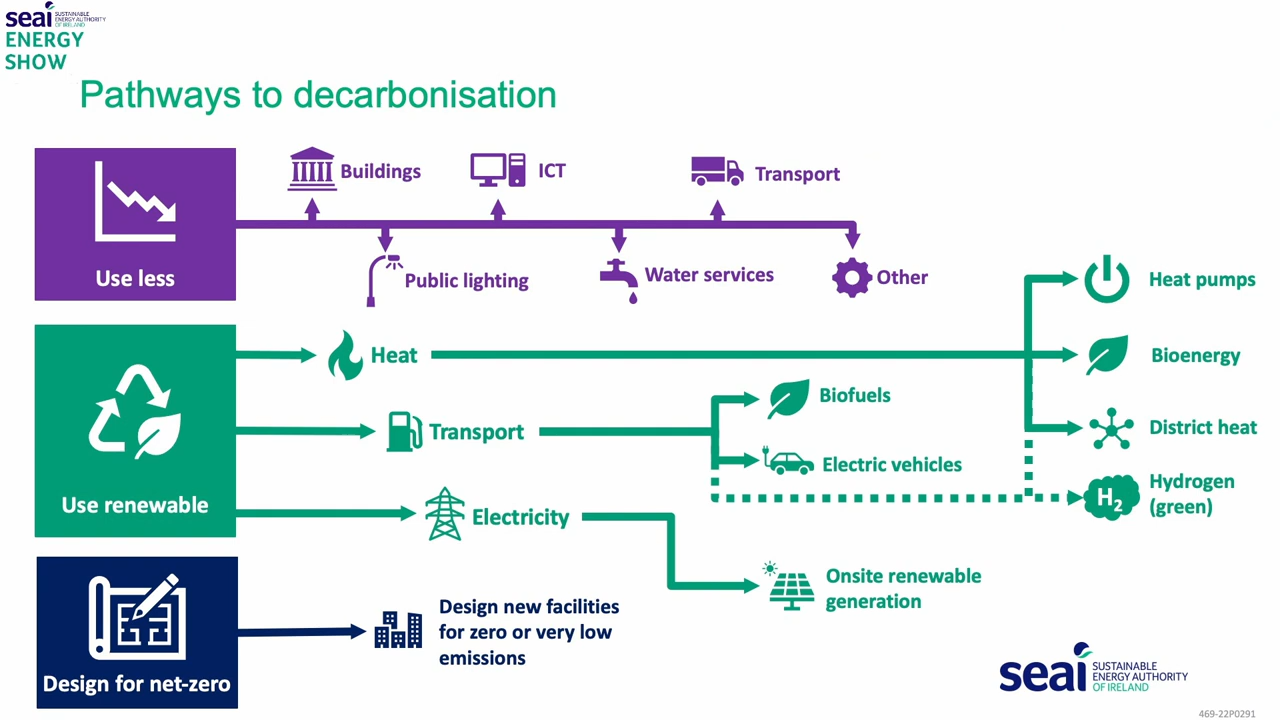 seai SUSTAINABLE
ENERGY AUTHORITY
OF IRELAND
ENERGY
SHOW
Pathways to decarbonisation
Use less
Buildings
ICT
Transport
Public lighting
Water services
Other
Use renewable
Heat
Heat pumps
Bioenergy
District heat
Hydrogen
(green)
H2
Transport
Biofuels
Electric vehicles
Electricity
Onsite renewable
generation
Design for net-zero
Design new facilities
for zero or very low
emissions
seai SUSTAINABLE
ENERGY AUTHORITY
OF IRELAND
469-22P0291